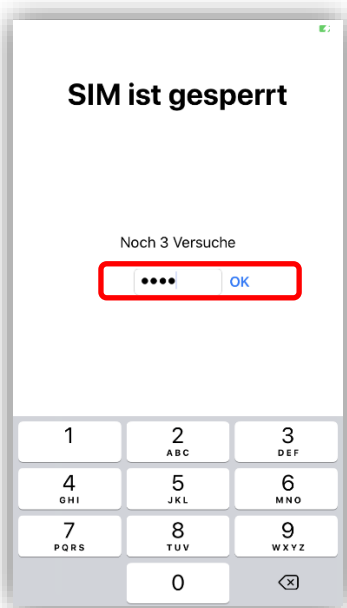 SIM ist gesperrt
Noch 3 Versuche
•••• OK
1 2 3
ABC DEF
4 5 6
GHI JKL MNO
7 8 9
PQRS TUV WXYZ
0